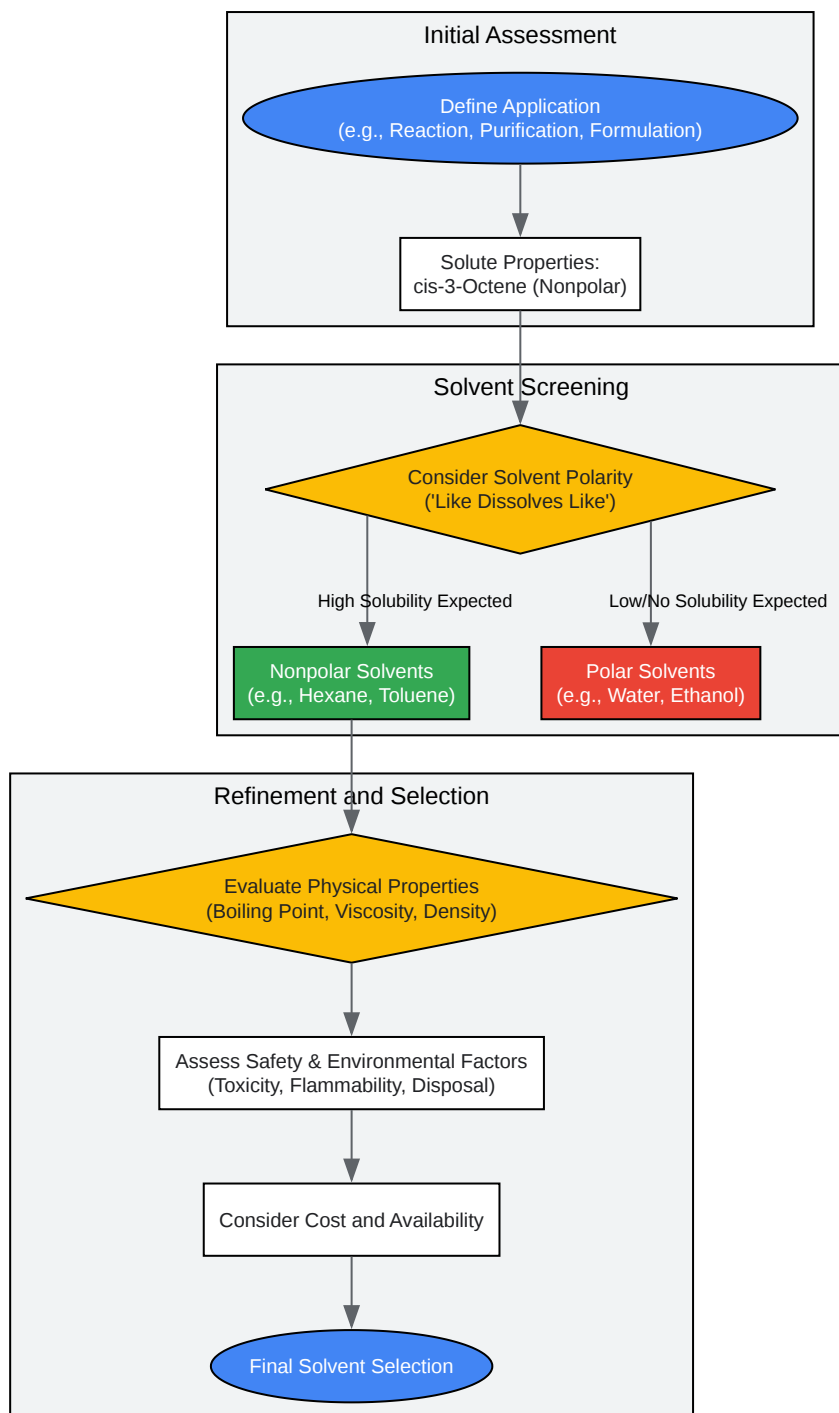 Initial Assessment
Define Application
(e.g., Reaction, Purification, Formulation)
Solute Properties:
cis-3-Octene (Nonpolar)
Solvent Screening
Consider Solvent Polarity
('Like Dissolves Like')
High Solubility Expected
Low/No Solubility Expected
Nonpolar Solvents
(e.g., Hexane, Toluene)
Polar Solvents
(e.g., Water, Ethanol)
Refinement and Selection
Evaluate Physical Properties
(Boiling Point, Viscosity, Density)
Assess Safety & Environmental Factors
(Toxicity, Flammability, Disposal)
Consider Cost and Availability
Final Solvent Selection